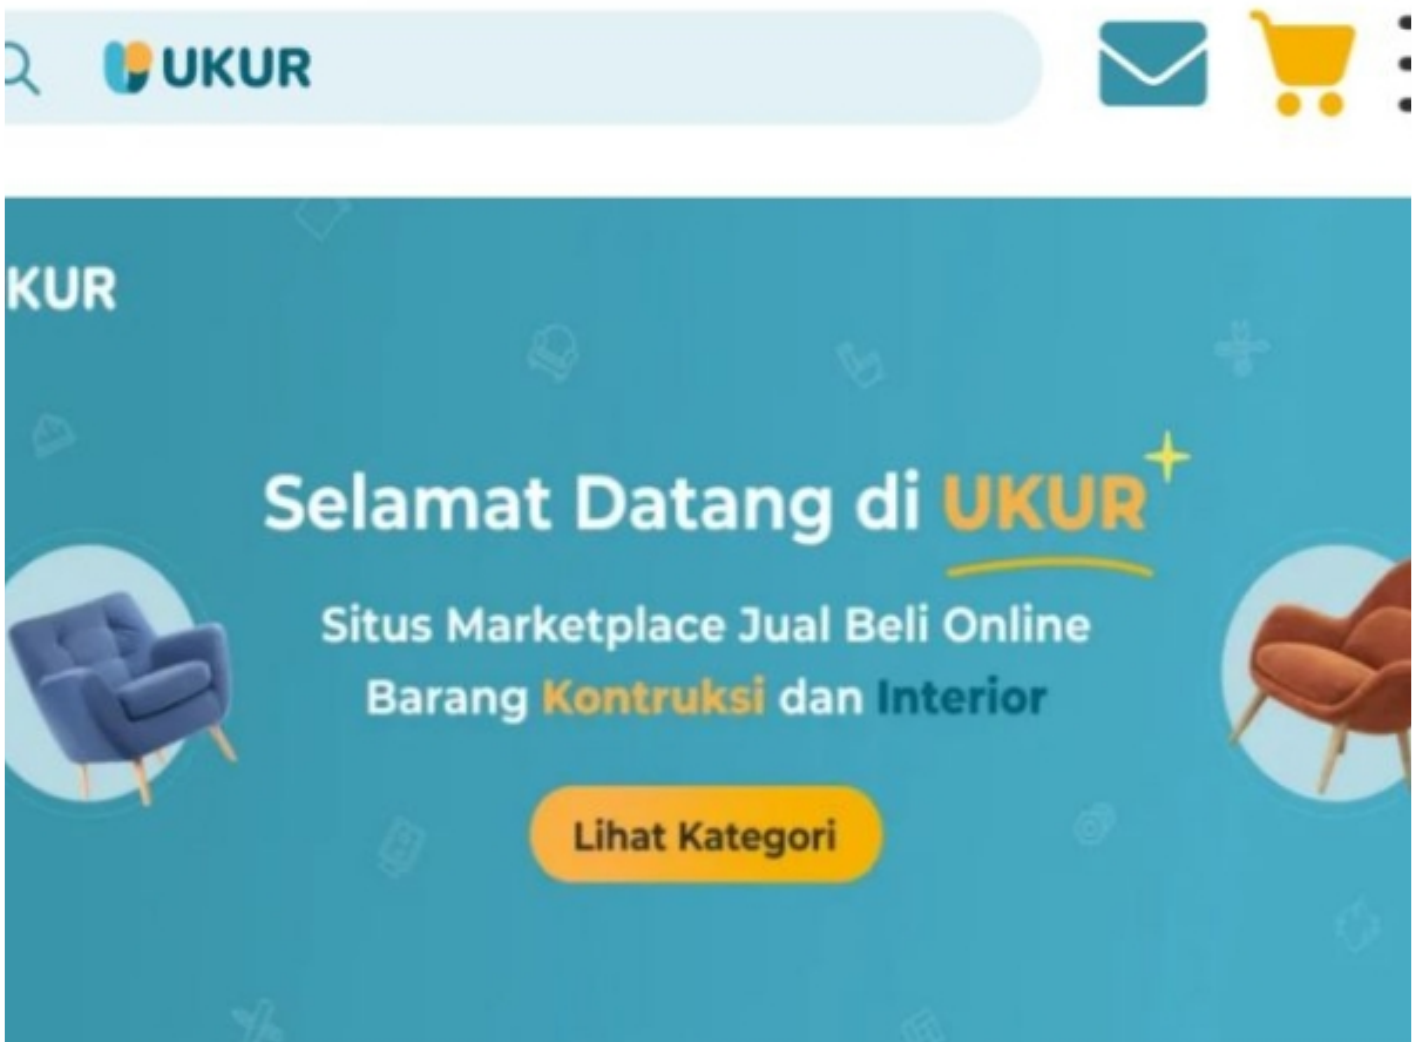 UKUR
KUR
Selamat Datang di UKUR
Situs Marketplace Jual Beli Online
Barang Kontruksi dan Interior
Lihat Kategori